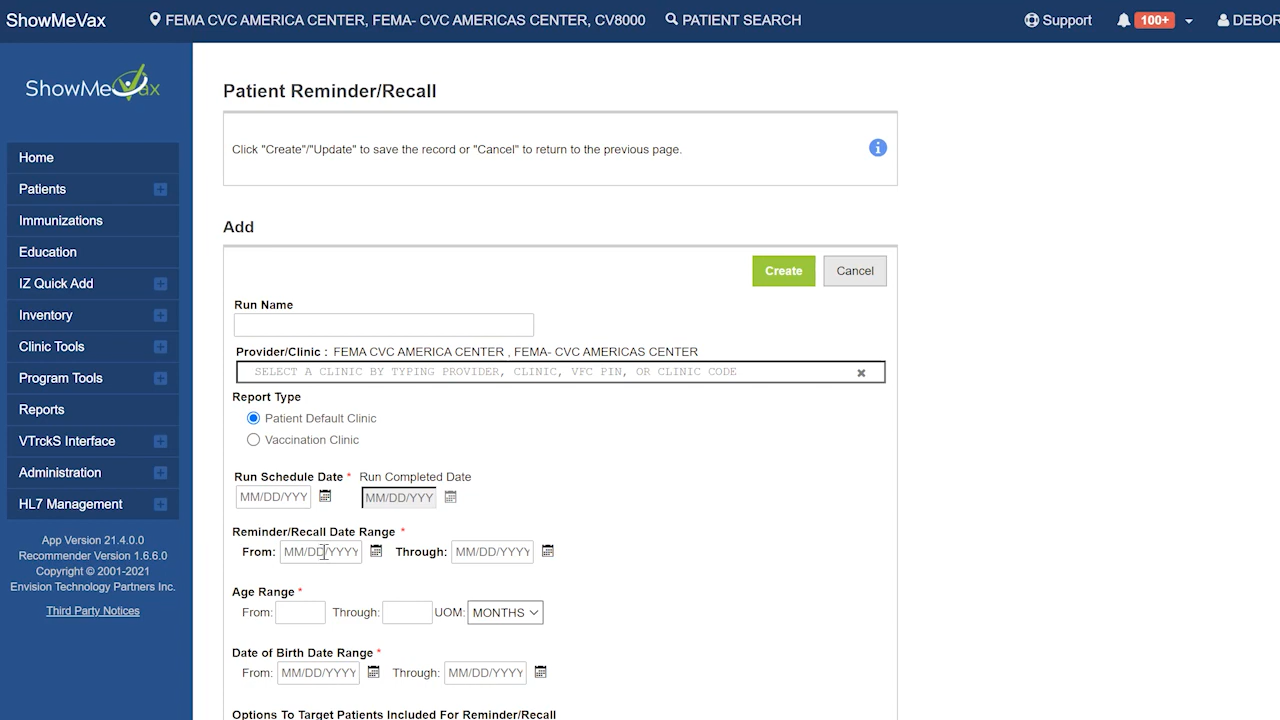 ShowMeVax
FEMA CVC AMERICA CENTER, FEMA- CVC AMERICAS CENTER, CV8000
PATIENT SEARCH
Support
100+
DEBOR
ShowMeVax
Home
Patients
Immunizations
Education
IZ Quick Add
Inventory
Clinic Tools
Program Tools
Reports
VTrckS Interface
Administration
HL7 Management
App Version 21.4.0.0
Recommender Version 1.6.6.0
Copyright © 2001-2021
Envision Technology Partners Inc.
Third Party Notices
Patient Reminder/Recall
Click "Create"/"Update" to save the record or "Cancel" to return to the previous page.
Add
Create Cancel
Run Name
Provider/Clinic : FEMA CVC AMERICA CENTER , FEMA- CVC AMERICAS CENTER
SELECT A CLINIC BY TYPING PROVIDER, CLINIC, VFC PIN, OR CLINIC CODE
Report Type
Patient Default Clinic
Vaccination Clinic
Run Schedule Date * Run Completed Date
MM/DD/YYY MM/DD/YYY
Reminder/Recall Date Range *
From: MM/DD/YYYY Through: MM/DD/YYYY
Age Range *
From: Through: UOM: MONTHS
Date of Birth Date Range *
From: MM/DD/YYYY Through: MM/DD/YYYY
Options To Target Patients Included For Reminder/Recall